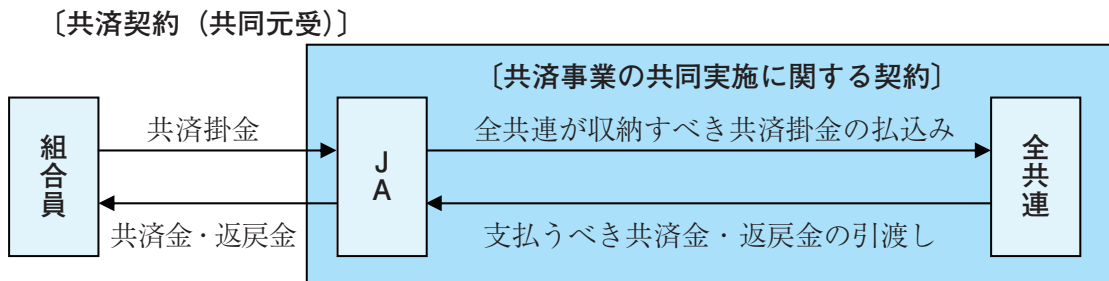 〔共済契約（共同元受）〕
〔共済事業の共同実施に関する契約〕
組合員
共済掛金
JA
全共連が収納すべき共済掛金の払込み
全共連
共済金・返戻金
支払うべき共済金・返戻金の引渡し